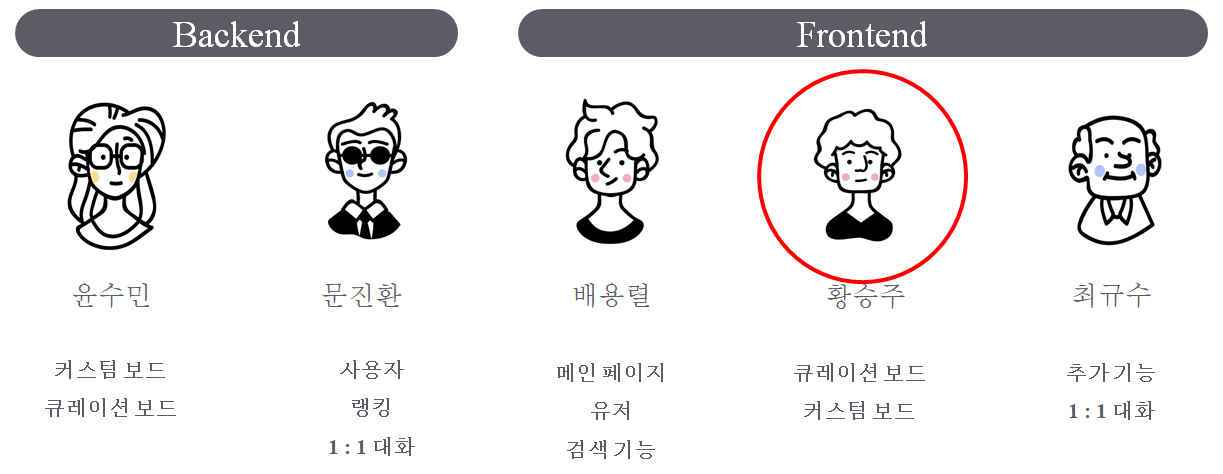 Backend
Frontend
윤수민
문진환
배용렬
황승주
최규수
커스텀 보드
큐레이션 보드
사용자
랭킹
1 : 1 대화
메인 페이지
유저
검색 기능
큐레이션 보드
커스텀 보드
추가 기능
1 : 1 대화